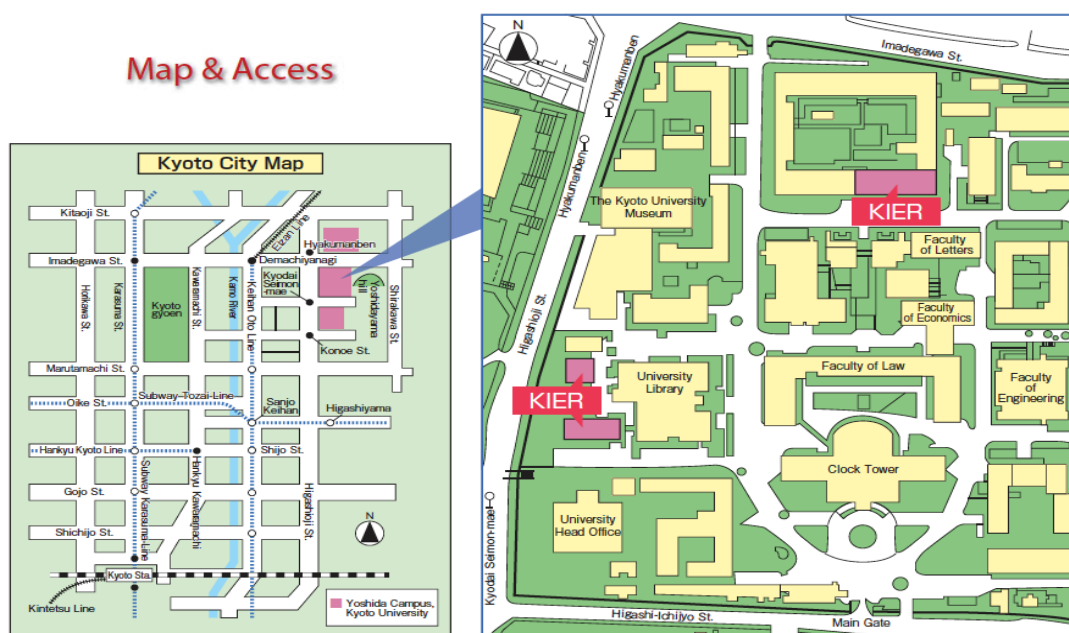 Map & Access
Kyoto City Map
Kitaoji St.
Eizan Line
Hyakumanben
Imadegawa St.
Demachiyanagi
Kyodai
Seimon
-mae
Yoshidayama
hill
Horikawa St.
Karasuma St.
Kyoto
gyoen
Kawaramachi St.
Kamo River
Keihan Oto Line
Shirakawa St.
Konoe St.
Marutamachi St.
Subway-Tozai-Line
Oike St.
Sanjo
Keihan
Higashiyama
Hankyu Kyoto Line
Shijo St.
Subway Karasuma-Line
Hankyu Kawaramachi
Higashioji St.
Gojo St.
Shichijo St.
N
Kyoto Sta.
Kintetsu Line
Yoshida Campus,
Kyoto University
N
Imadegawa St.
Hyakumanben
Hyakumanben
The Kyoto University
Museum
KIER
Faculty
of Letters
Higashioji St.
Faculty
of Economics
University
Library
Faculty of Law
Faculty
of
Engineering
KIER
Clock Tower
University
Head Office
Kyodai Seimon-mae
Higashi-Ichijyo St.
Main Gate